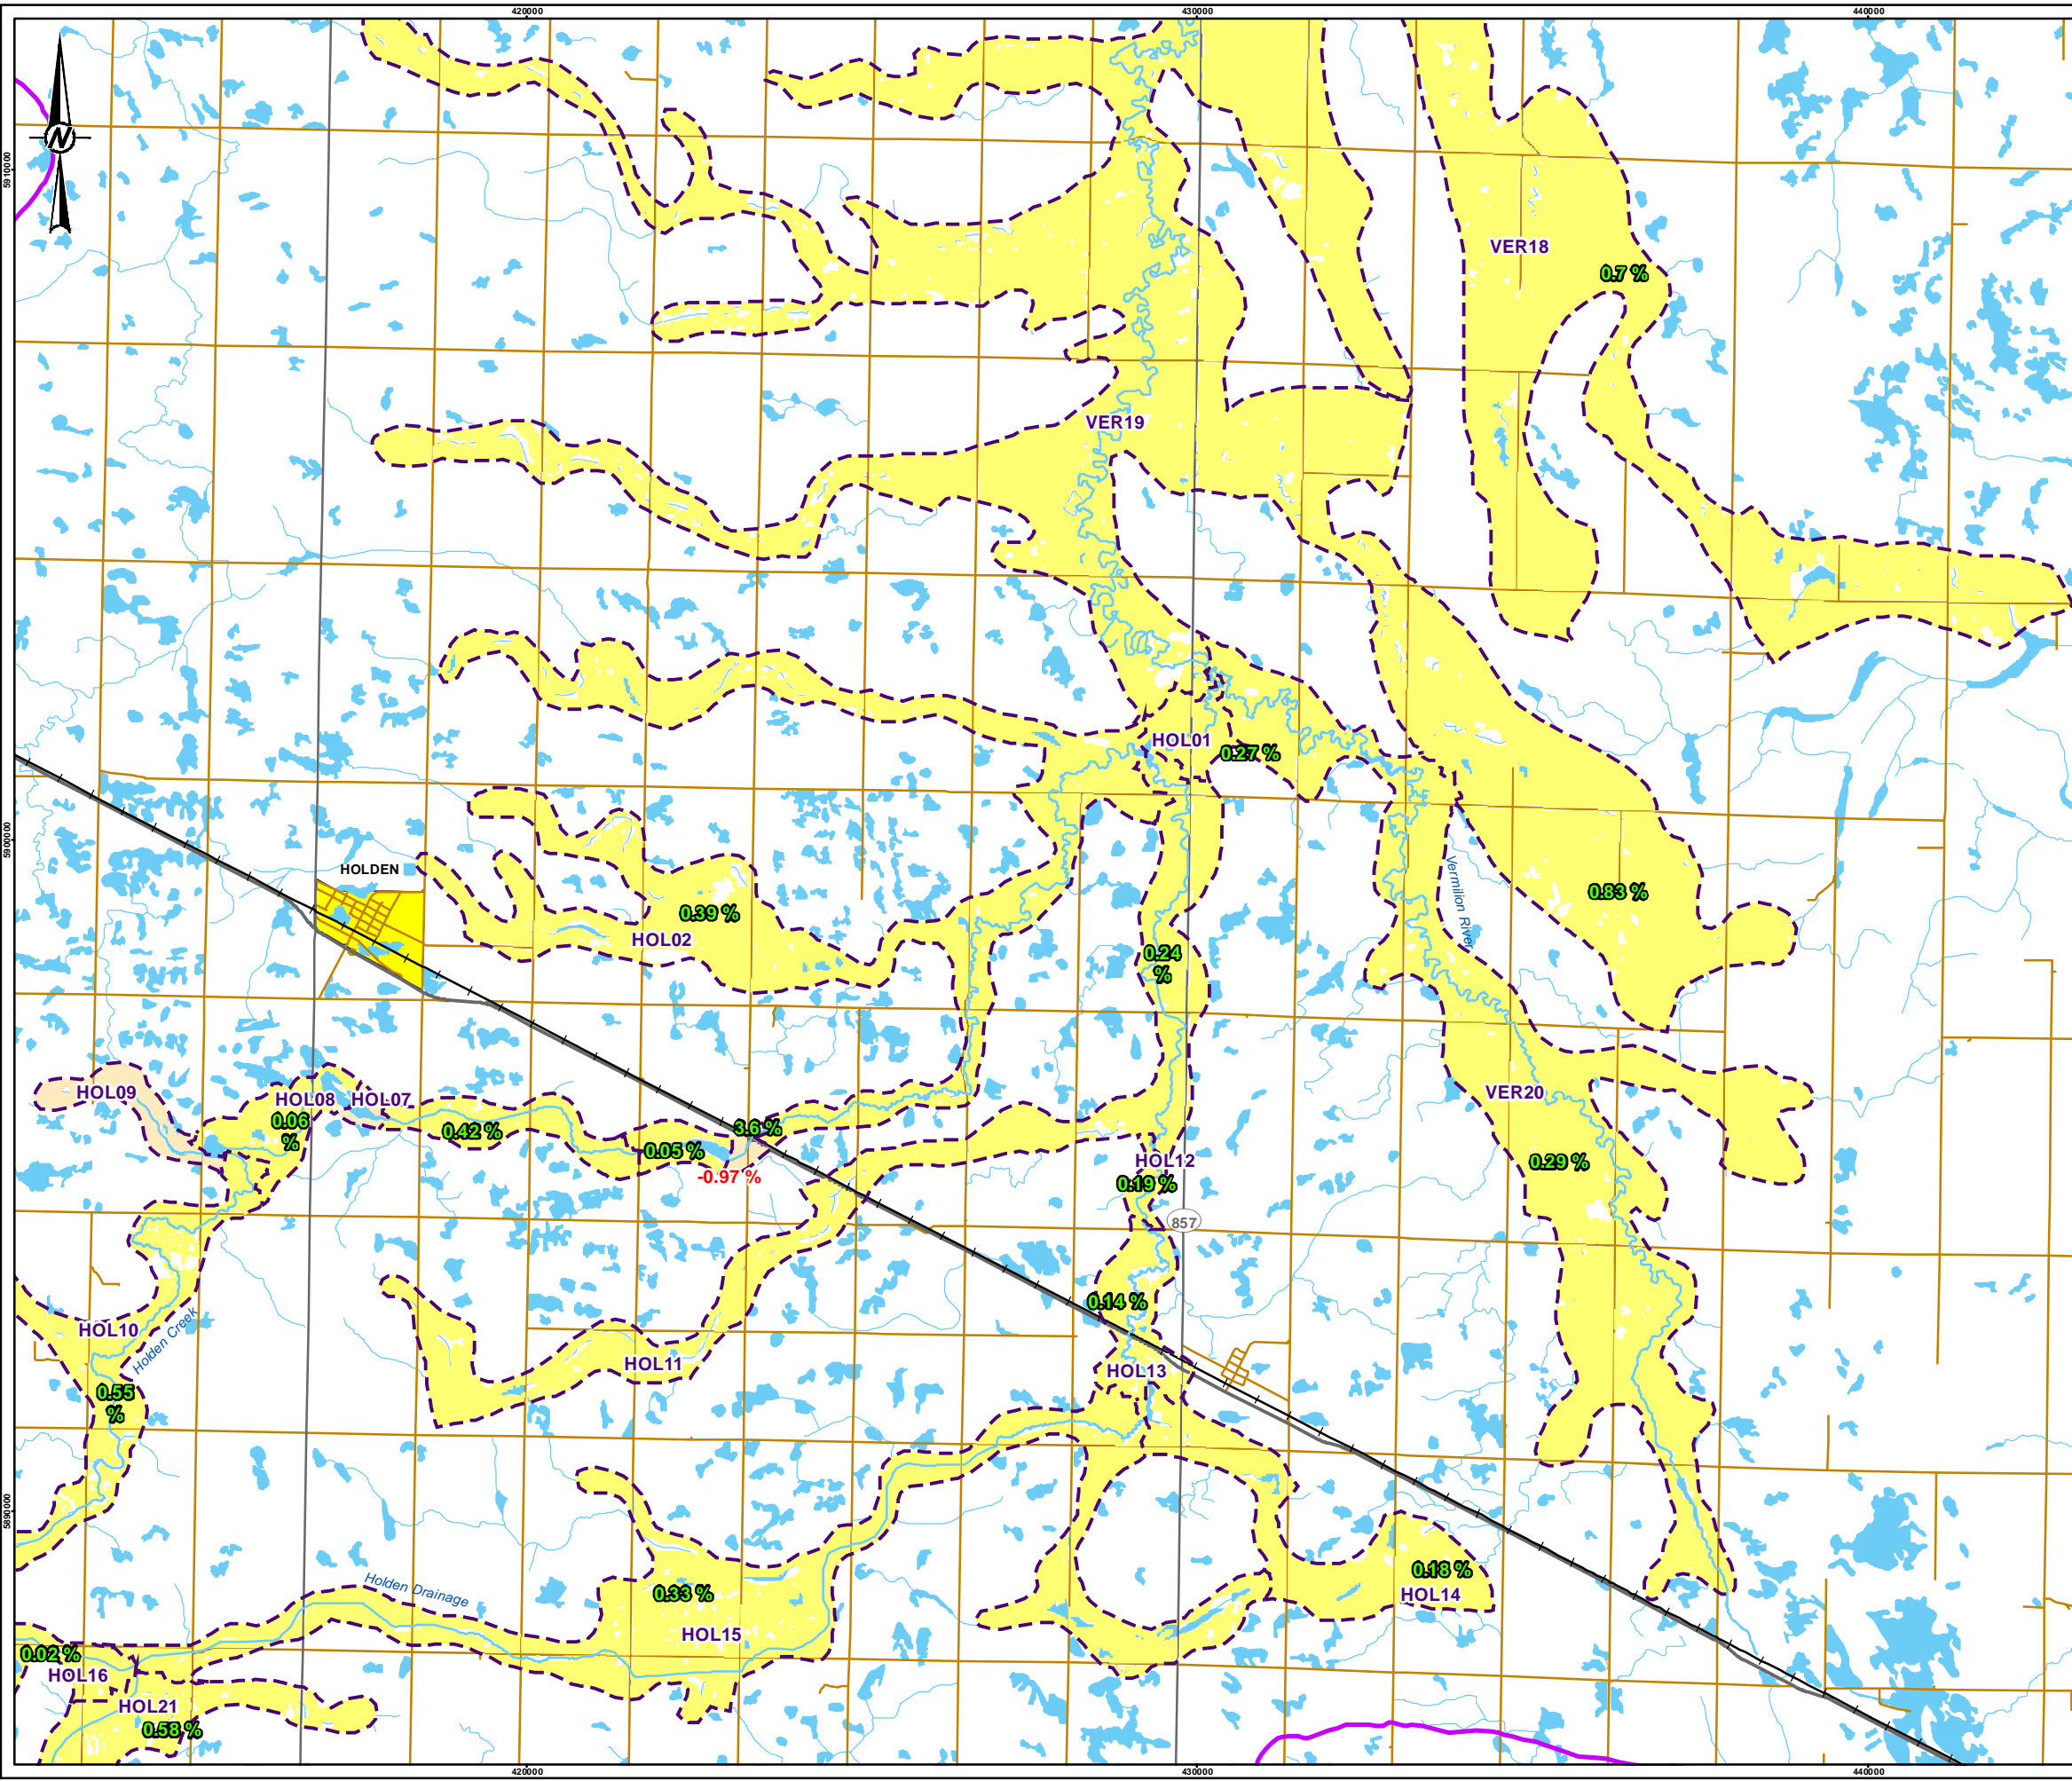 420000
430000
440000
5910000
N
VER18
0.7 %
VER19
HOL01
0.27 %
5900000
HOLDEN
Vermilion River
0.83 %
0.39 %
HOL02
0.24
%
HOL09
HOL08
HOL07
VER20
0.06
%
0.42 %
3.6 %
0.05 %
-0.97 %
HOL12
0.19 %
0.29 %
857
0.14 %
HOL10
Holden Creek
HOL11
HOL13
0.55
%
5890000
Holden Drainage
0.33 %
0.18 %
HOL14
HOL15
0.02 %
HOL16
HOL21
0.58 %
420000
430000
440000